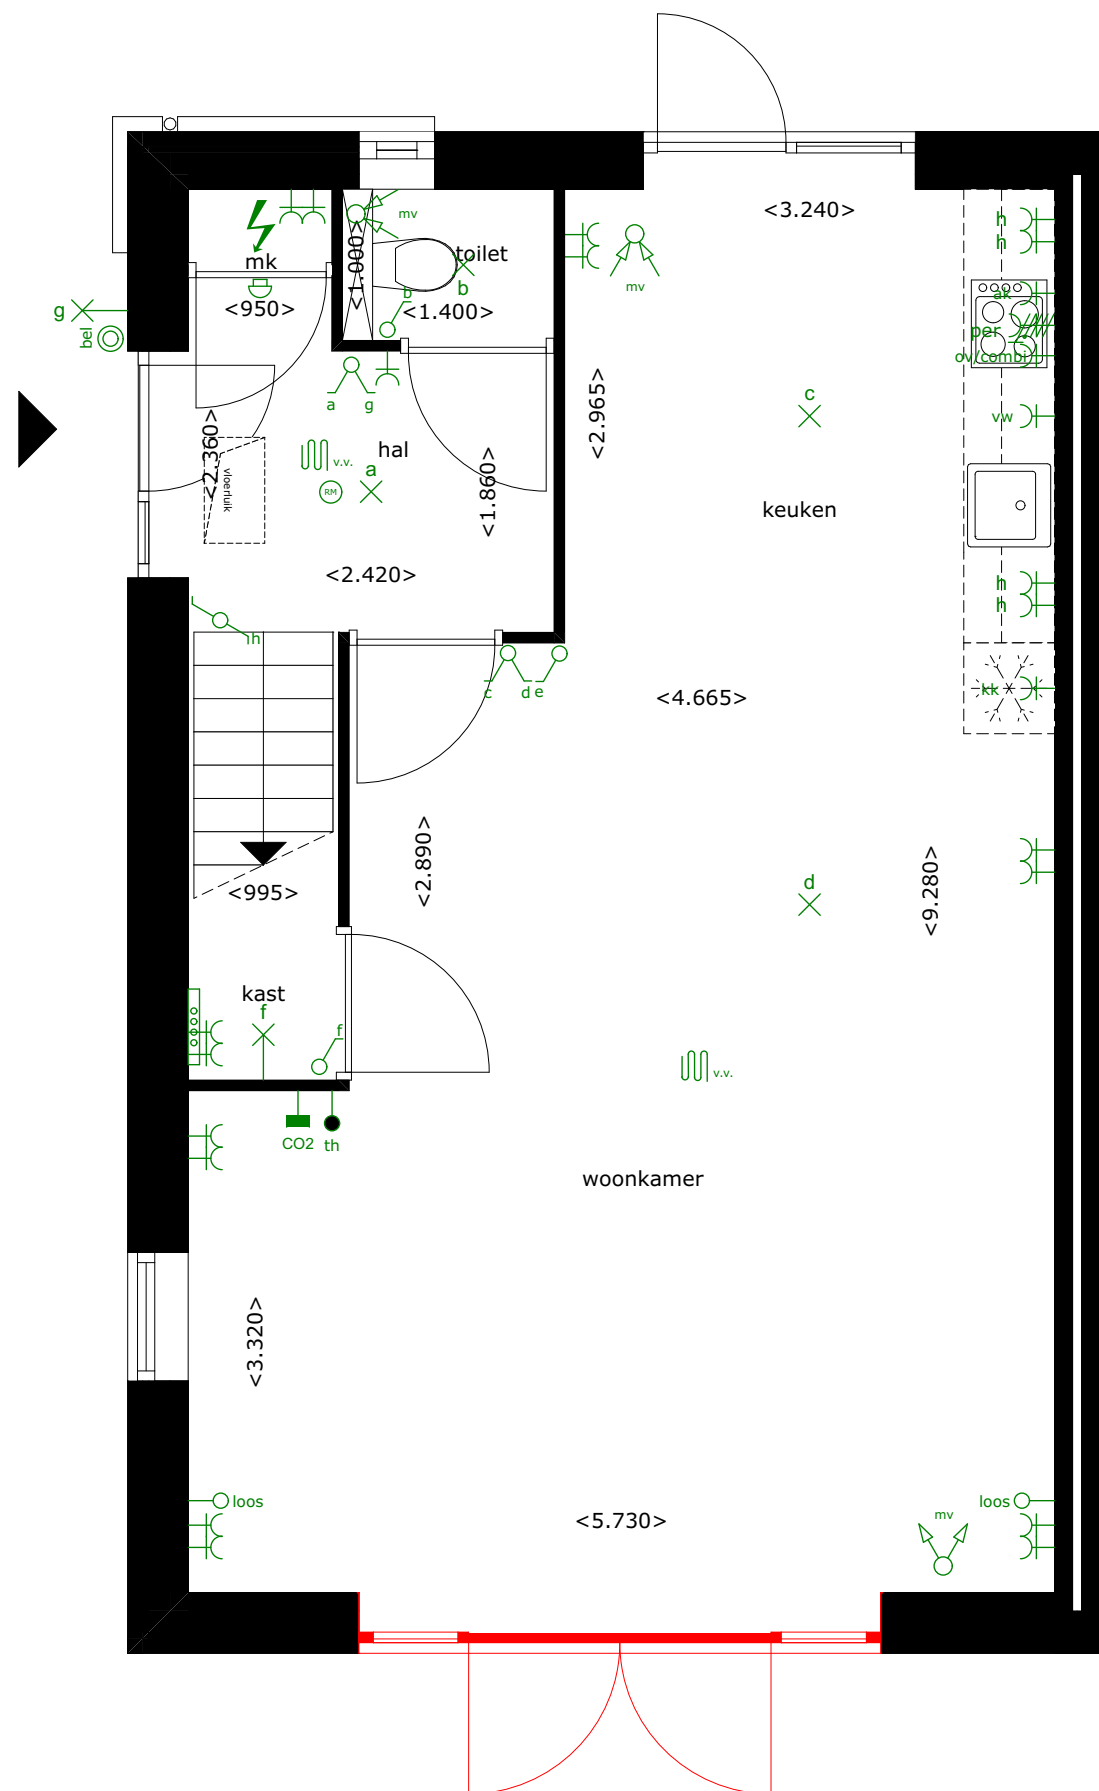 <3.240>
mv
toilet
<1.000>
mk
b
b
<950>
<1.400>
mv
g
bel
h
h
ak
per
ov/combi
a
g
<2.965>
c
vw
<2.360>
hal
v.v.
a
RM
vloerluik
<1.860>
keuken
<2.420>
h
h
h
c
d
e
<4.665>
kk
<2.890>
<995>
d
<9.280>
kast
f
f
v.v.
CO2
th
woonkamer
<3.320>
loos
<5.730>
mv
loos